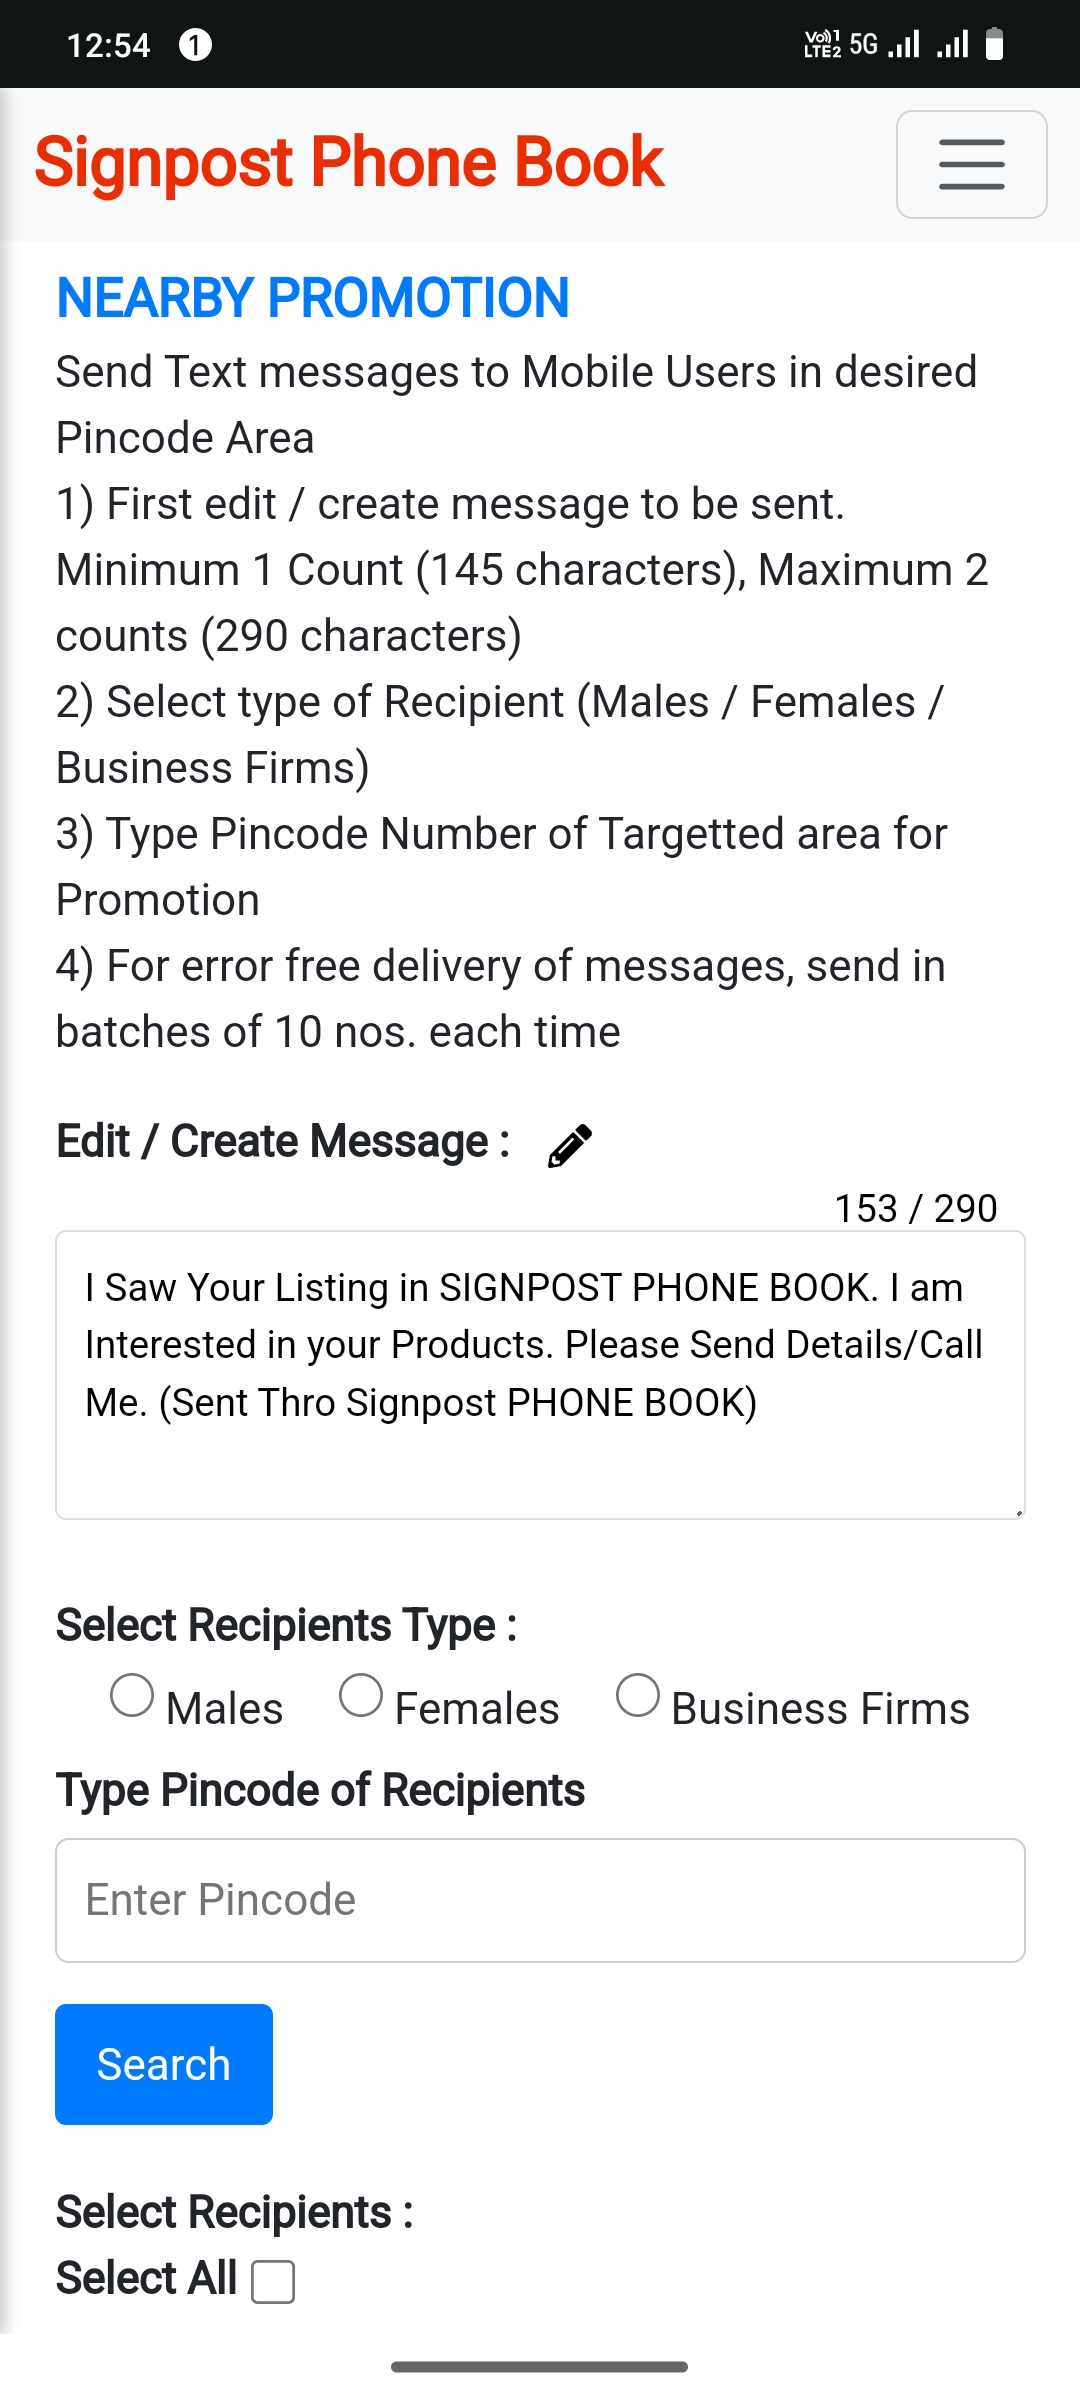 12:54 1 Vo)) 1 LTE2 5G
Signpost Phone Book
NEARBY PROMOTION
Send Text messages to Mobile Users in desired
Pincode Area
1) First edit / create message to be sent.
Minimum 1 Count (145 characters), Maximum 2
counts (290 characters)
2) Select type of Recipient (Males / Females /
Business Firms)
3) Type Pincode Number of Targetted area for
Promotion
4) For error free delivery of messages, send in
batches of 10 nos. each time
Edit / Create Message :
153 / 290
I Saw Your Listing in SIGNPOST PHONE BOOK. I am
Interested in your Products. Please Send Details/Call
Me. (Sent Thro Signpost PHONE BOOK)
Select Recipients Type :
Males Females Business Firms
Type Pincode of Recipients
Enter Pincode
Search
Select Recipients :
Select All